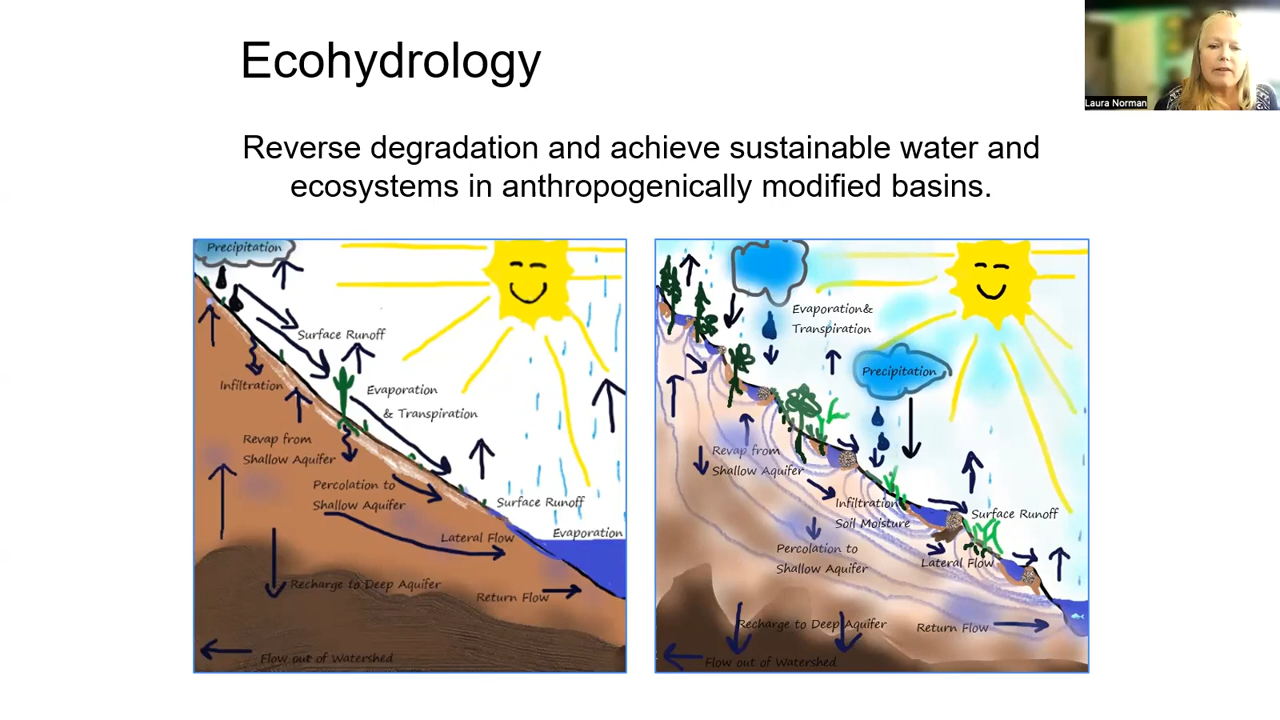 Ecohydrology
Laura Norman
Reverse degradation and achieve sustainable water and
ecosystems in anthropogenically modified basins.
Precipitation
Surface Runoff
Infiltration
Evaporation
& Transpiration
Revap from
Shallow Aquifer
Percolation to
Shallow Aquifer
Surface Runoff
Lateral Flow
Evaporation
Recharge to Deep Aquifer
Return Flow
Flow out of Watershed
Evaporation&
Transpiration
Precipitation
Revap from
Shallow Aquifer
Infiltration
Soil Moisture
Surface Runoff
Percolation to
Shallow Aquifer
Lateral Flow
Recharge to Deep Aquifer
Return Flow
Flow out of Watershed